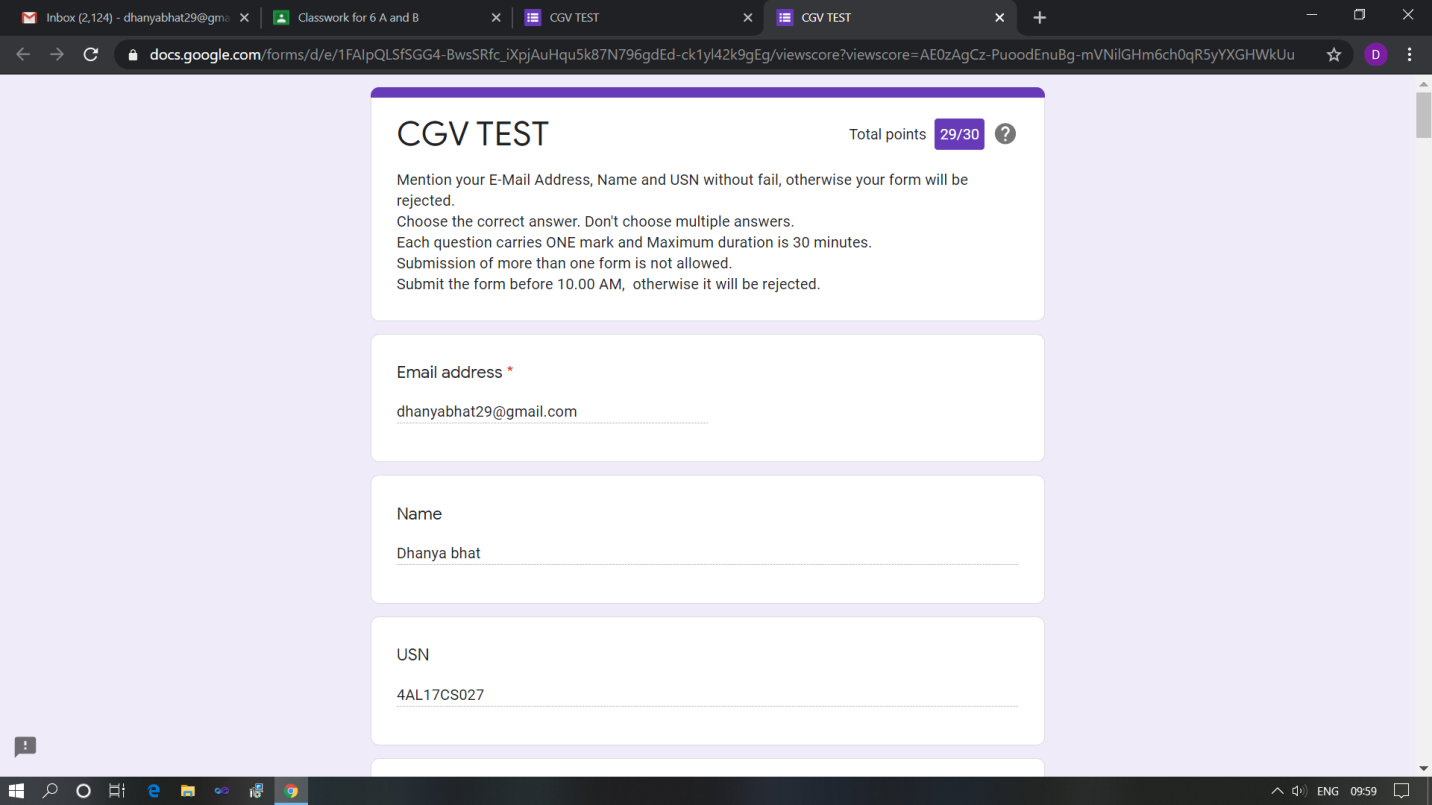 Inbox (2,124) - dhanyabhat29@gma
Classwork for 6 A and B
CGV TEST
CGV TEST
docs.google.com/forms/d/e/1FAIpQLSfSGG4-BwsSRfc_iXpjAuHqu5k87N796gdEd-ck1yl42k9gEg/viewscore?viewscore=AE0zAgCz-PuoodEnuBg-mVNilGHm6ch0qR5yYXGHWkUu
D
CGV TEST
Total points 29/30
Mention your E-Mail Address, Name and USN without fail, otherwise your form will be
rejected.
Choose the correct answer. Don't choose multiple answers.
Each question carries ONE mark and Maximum duration is 30 minutes.
Submission of more than one form is not allowed.
Submit the form before 10.00 AM,  otherwise it will be rejected.
Email address *
dhanyabhat29@gmail.com
Name
Dhanya bhat
USN
4AL17CS027
ENG 09:59